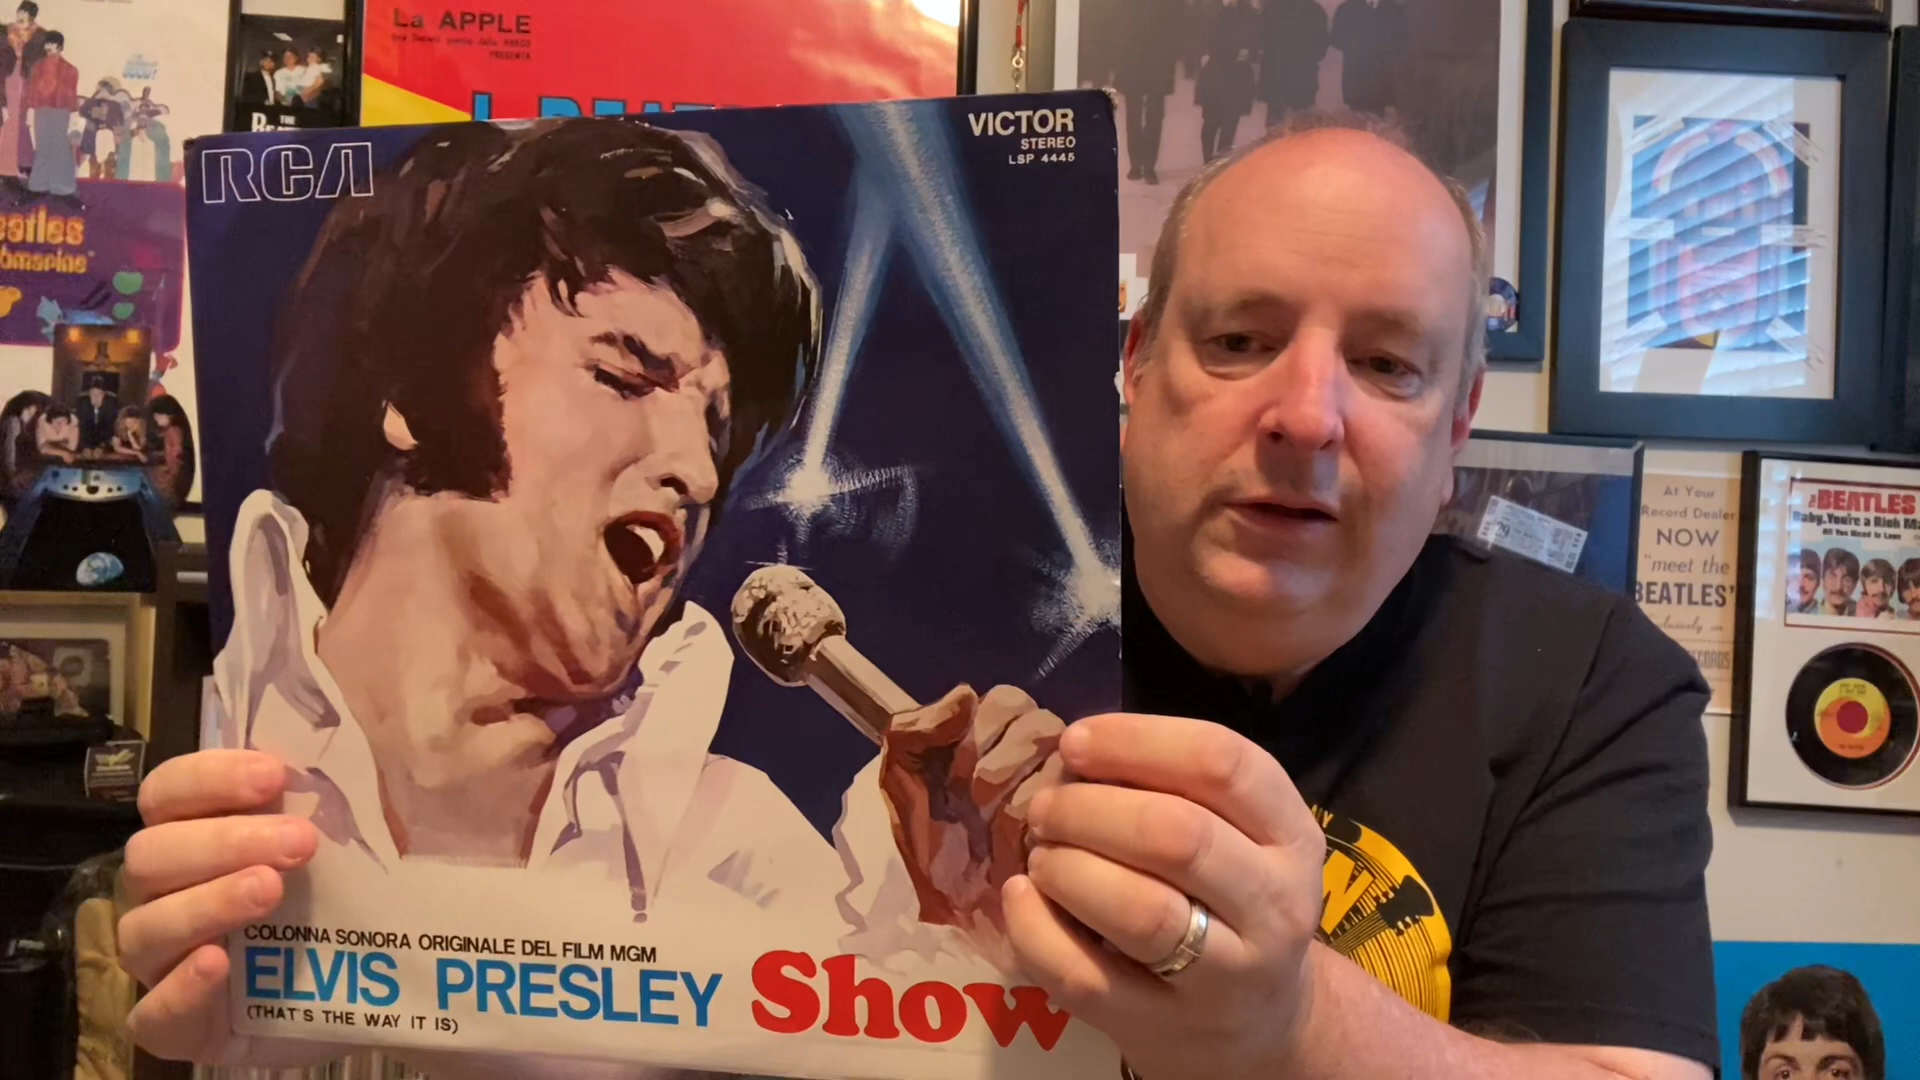 La APPLE
PRESENTA
THE
RCA
VICTOR
STEREO
LSP 4445
COLONNA SONORA ORIGINALE DEL FILM MGM
ELVIS PRESLEY Show
(THAT'S THE WAY IT IS)
At Your
Record Dealer
NOW
"meet the
BEATLES'
BEATLES
Baby, You're a Rich
All You Need is Love